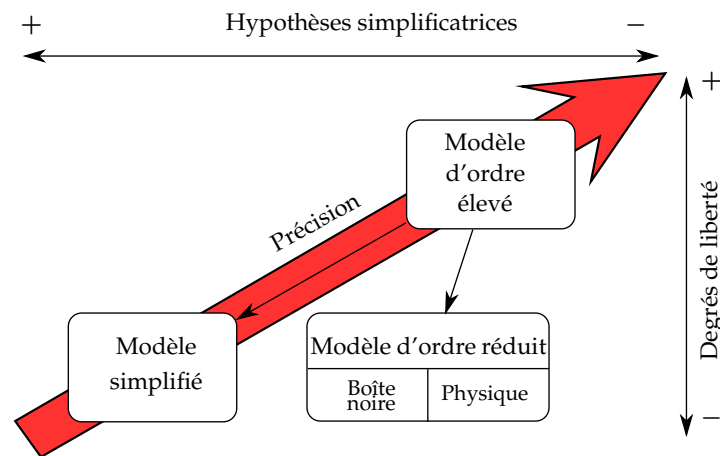 Hypothèses simplificatrices
+
−
+
Modèle
d'ordre
élevé
Précision
Degrés de liberté
Modèle
simplifié
Modèle d'ordre réduit
Boîte
noire
Physique
−